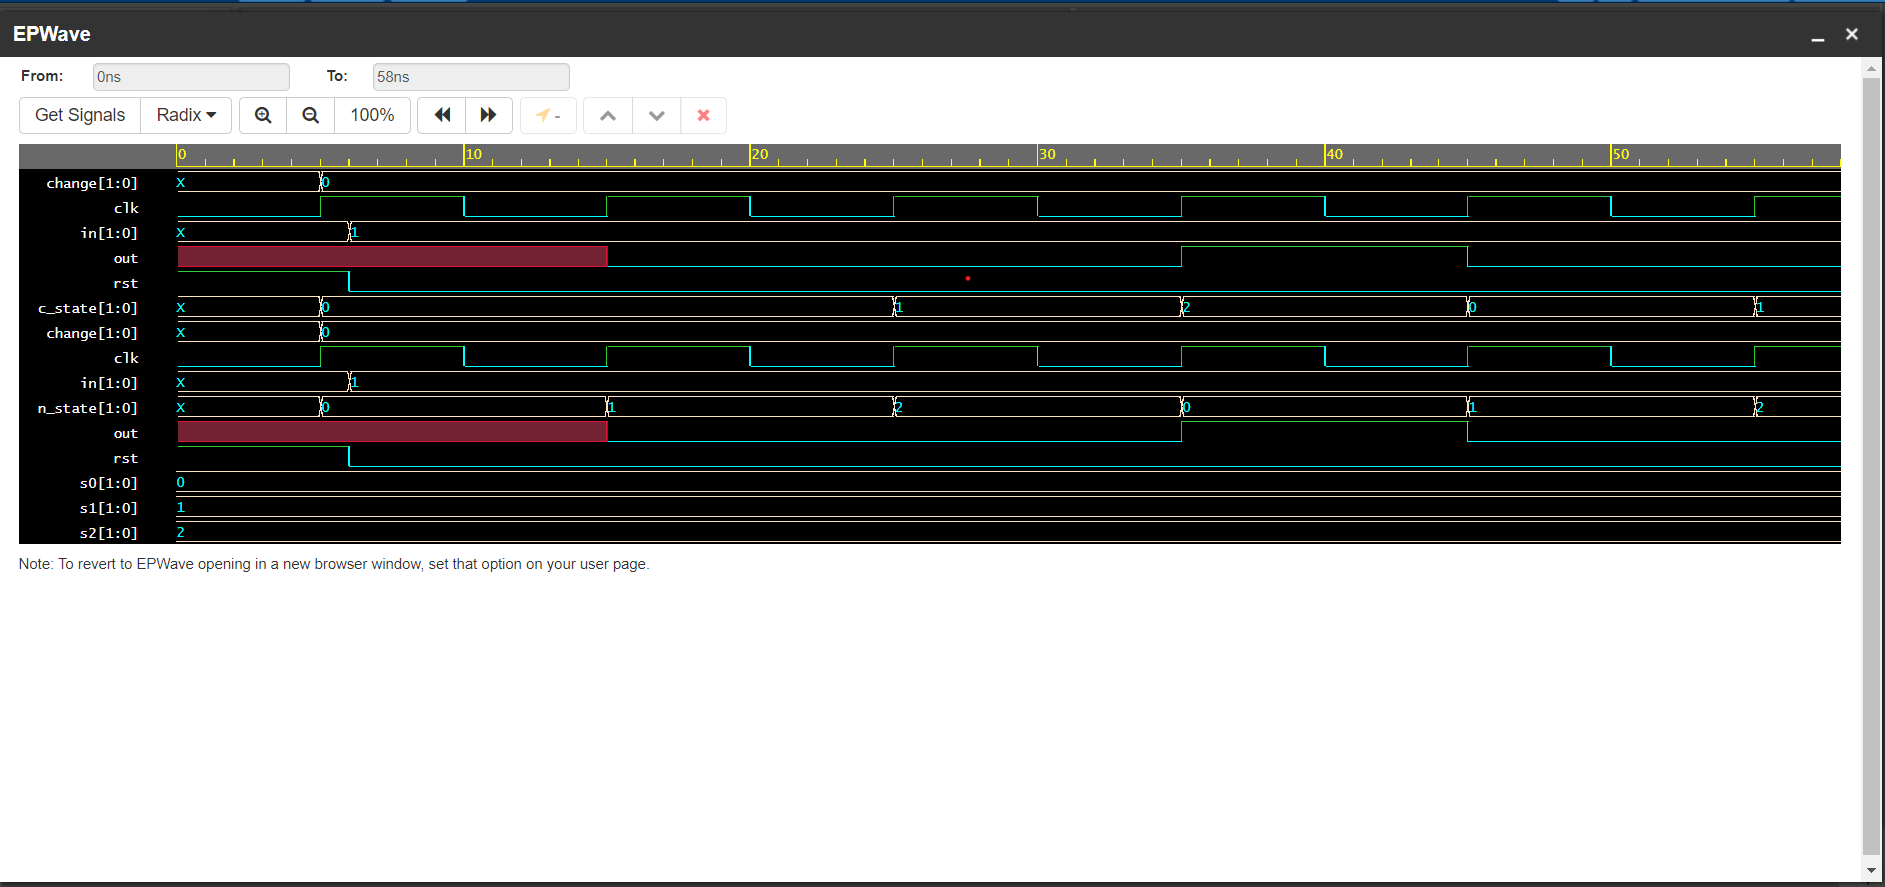 EPWave
From: 0ns To: 58ns
Get Signals Radix 100% -
0 10 20 30 40 50
change[1:0] X 0
clk
in[1:0] X 1
out
rst
c_state[1:0] X 0 1 2 0 1
change[1:0] X 0
clk
in[1:0] X 1
n_state[1:0] X 0 1 2 0 1 2
out
rst
s0[1:0] 0
s1[1:0] 1
s2[1:0] 2
Note: To revert to EPWave opening in a new browser window, set that option on your user page.